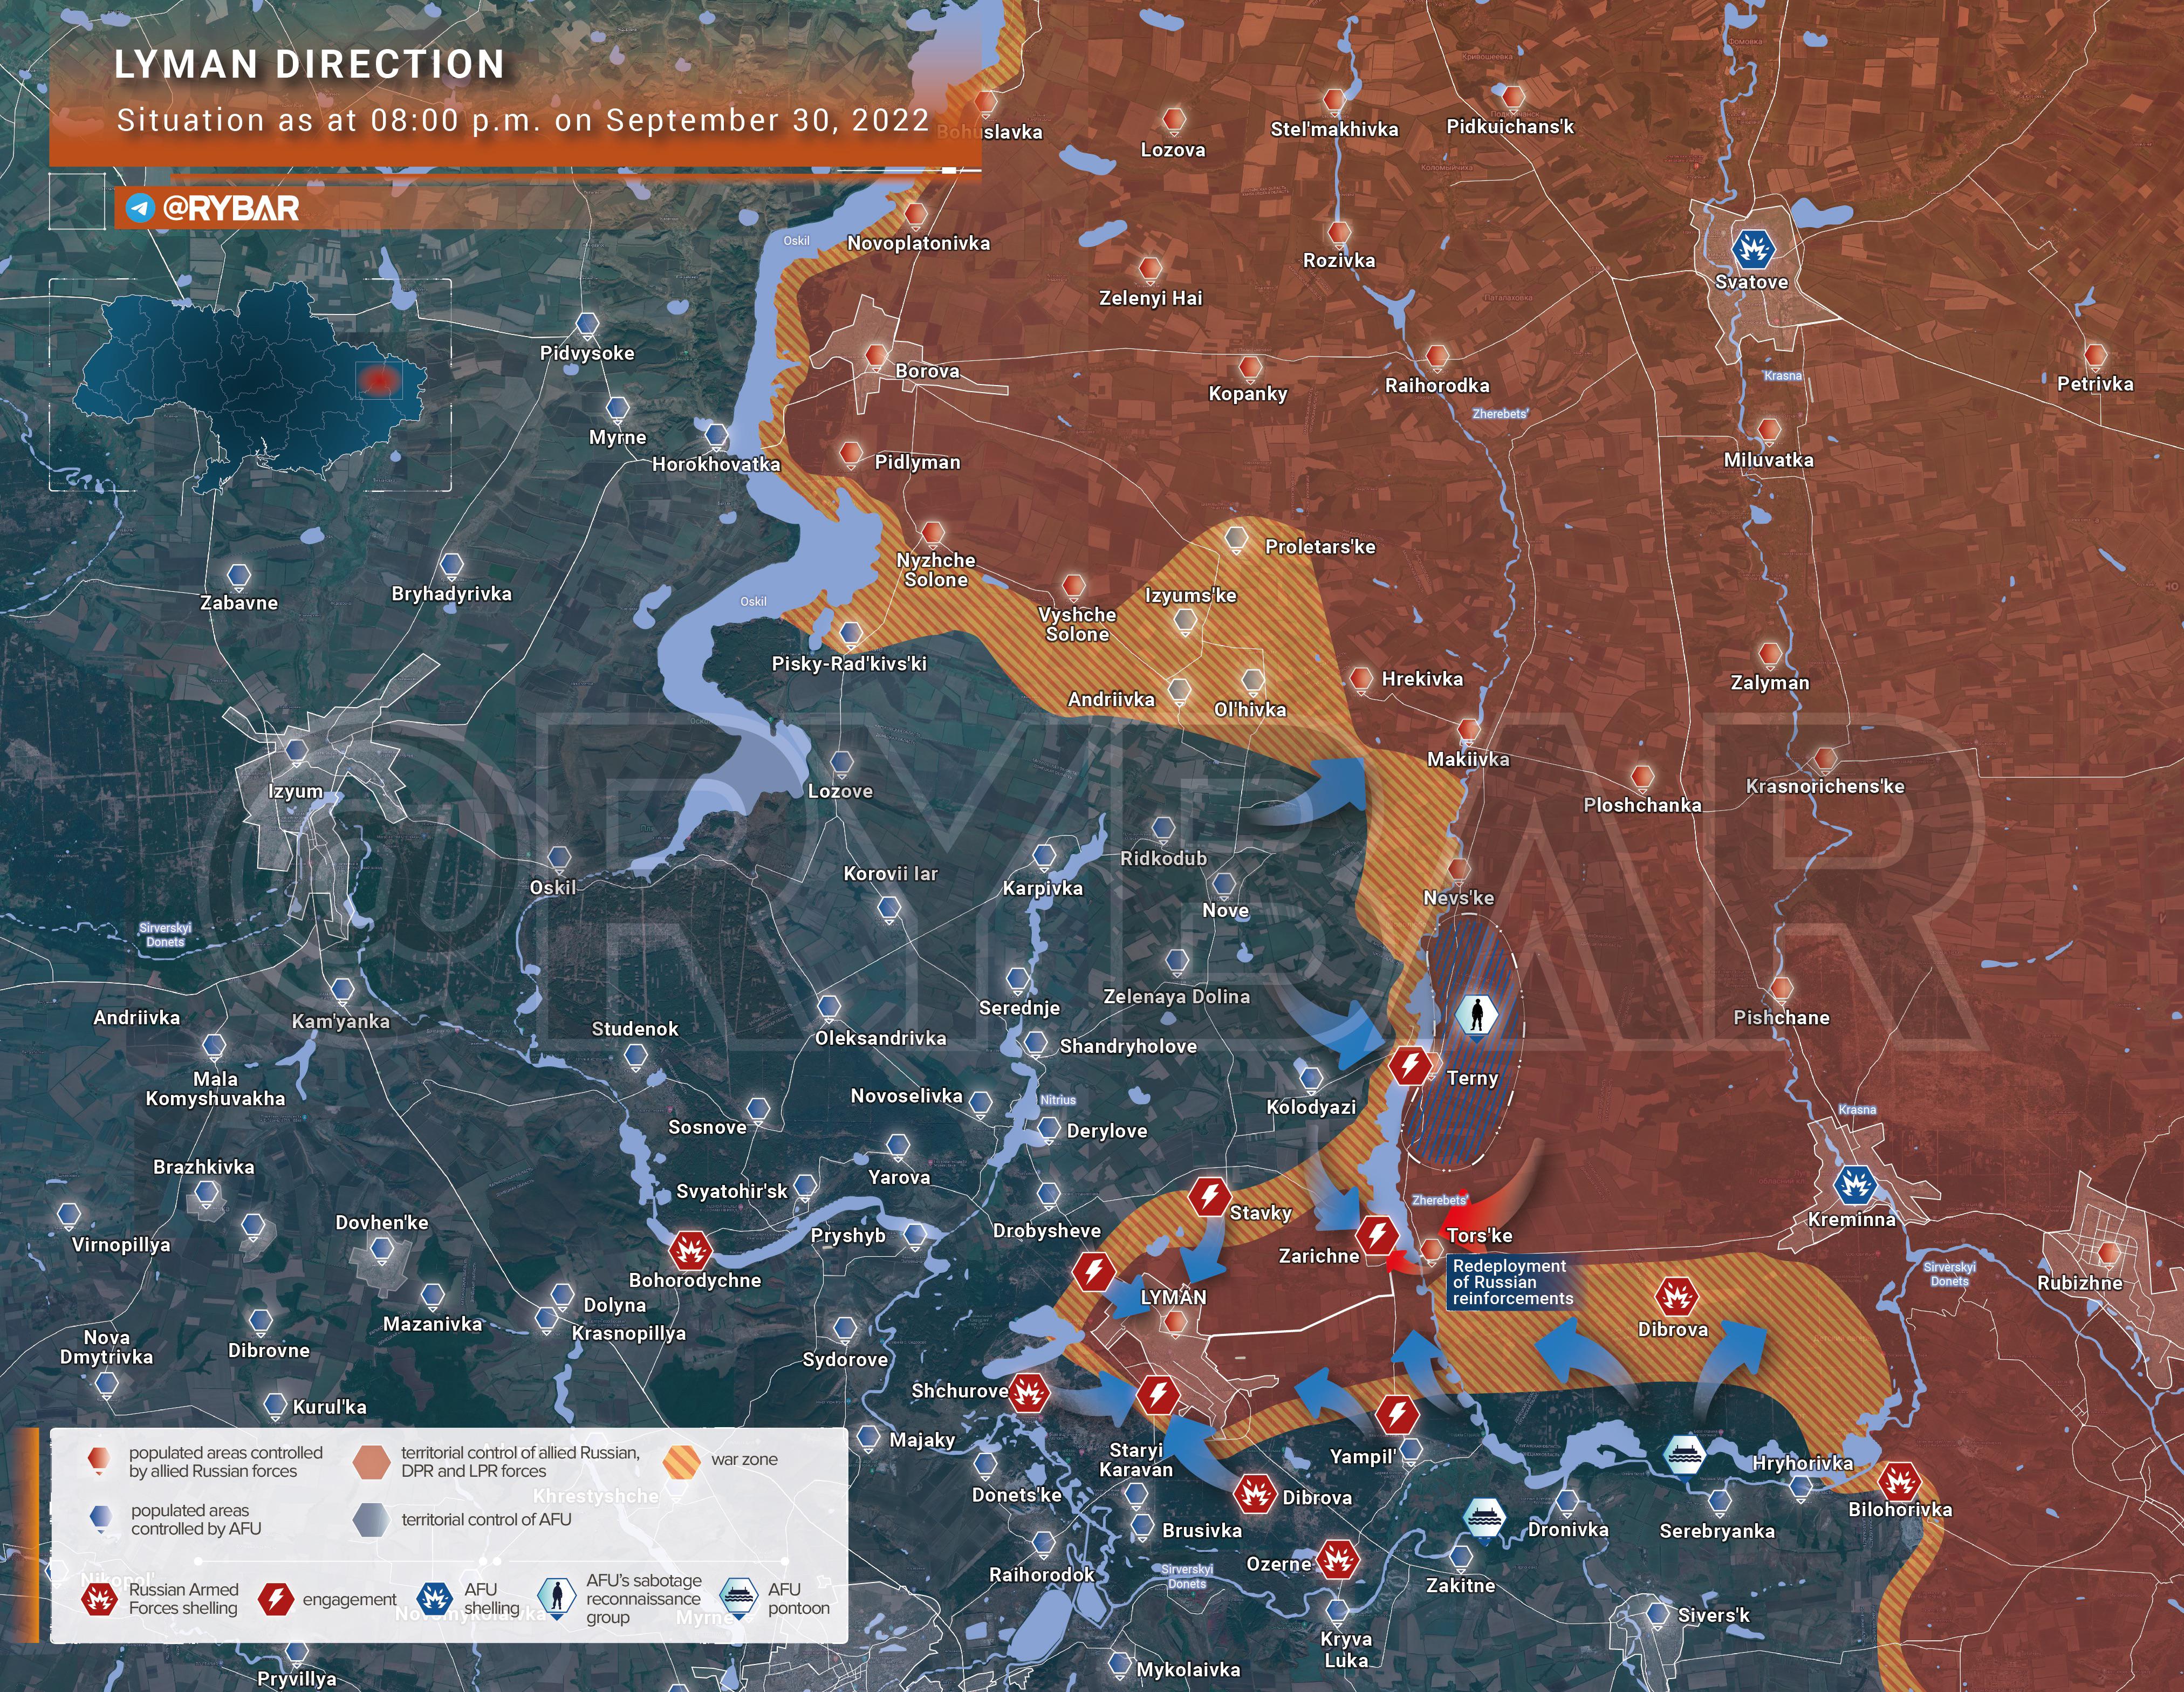 LYMAN DIRECTION
Situation as at 08:00 p.m. on September 30, 2022
@RYBAR
Bohuslavka
Lozova
Stel'makhivka
Pidkuichans'k
Oskil
Novoplatonivka
Rozivka
Zelenyi Hai
Svatove
Pidvysoke
Borova
Kopanky
Raihorodka
Krasna
Petrivka
Zherebets'
Myrne
Horokhovatka
Pidlyman
Miluvatka
Nyzhche
Solone
Proletars'ke
Zabavne
Bryhadyrivka
Oskil
Izyums'ke
Vyshche
Solone
Pisky-Rad'kivs'ki
Andriivka
Ol'hivka
Hrekivka
Zalyman
Makiivka
Izyum
Lozove
Ploshchanka
Krasnorichens'ke
Oskil
Korovii Iar
Karpivka
Ridkodub
Nove
Nevs'ke
Sirverskyi
Donets
@RYBAR
Andriivka
Kam'yanka
Studenok
Oleksandrivka
Serednje
Zelenaya Dolina
Pishchane
Shandryholove
Terny
Mala
Komyshuvakha
Novoselivka
Nitrius
Kolodyazi
Krasna
Sosnove
Derylove
Brazhkivka
Yarova
Svyatohir'sk
Zherebets'
Dovhen'ke
Pryshyb
Drobysheve
Stavky
Kreminna
Virnopillya
Zarichne
Tors'ke
Redeployment
of Russian
reinforcements
Sirverskyi
Donets
Rubizhne
Bohorodychne
LYMAN
Dolyna
Mazanivka
Krasnopillya
Dibrova
Nova
Dmytrivka
Dibrovne
Sydorove
Shchurove
Kurul'ka
Majaky
Staryi
Karavan
Yampil'
Hryhorivka
Donets'ke
Dibrova
Bilohorivka
Brusivka
Dronivka
Serebryanka
Raihorodok
Sirverskyi
Donets
Ozerne
Zakitne
Sivers'k
Kryva
Luka
Mykolaivka
Pryvillya
populated areas controlled
by allied Russian forces
territorial control of allied Russian,
DPR and LPR forces
war zone
Khrestyshche
populated areas
controlled by AFU
territorial control of AFU
Nikopol'
Russian Armed
Forces shelling
engagement
AFU
shelling
AFU's sabotage
reconnaissance
group
AFU
pontoon
Myrne